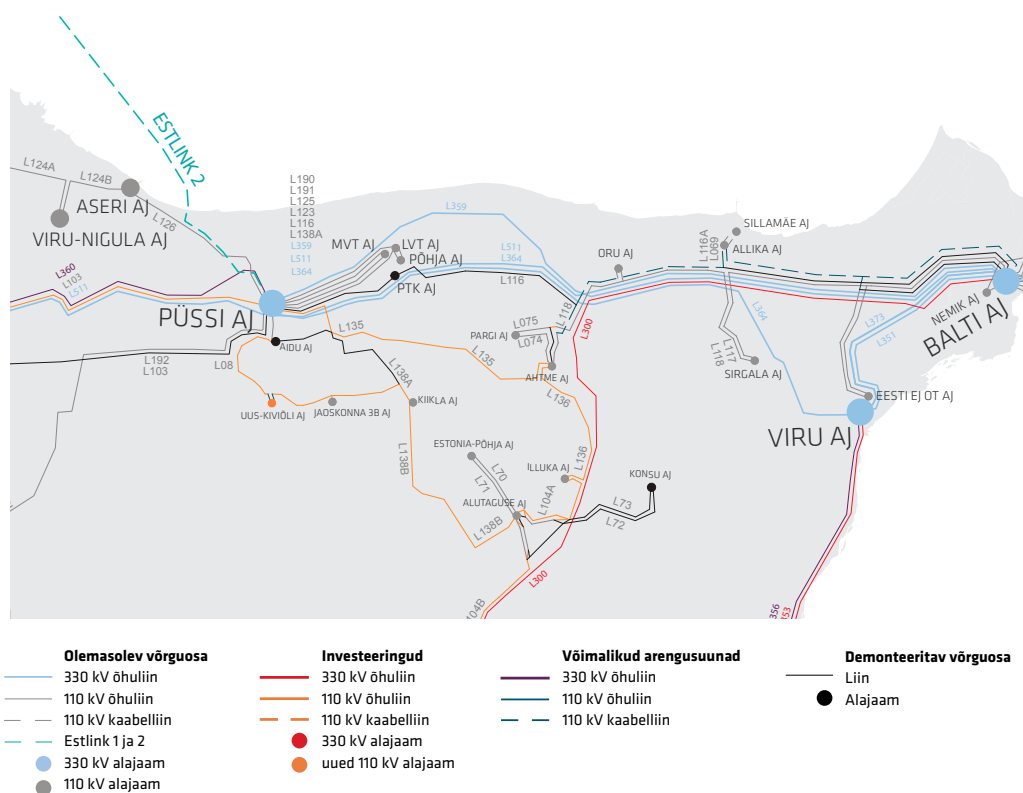 ESTLINK 2
L124A
L124B
ASERI AJ
L126
VIRU-NIGULA AJ
L190
L191
L125
L123
L116
L138A
L359
L511
L364
L359
MVT AJ
LVT AJ
PÕHJA AJ
PTK AJ
L511
L364
L116
ORU AJ
L116A
L069
SILLAMÄE AJ
ALLIKA AJ
L360
L103
L511
PÜSSI AJ
L135
AIDU AJ
L192
L103
L08
L138A
L135
PARGI AJ
L075
L074
L118
L300
AHTME AJ
L136
L117
L118
SIRGALA AJ
L364
L373
L351
NEMIK AJ
BALTI AJ
EESTI EJ OT AJ
VIRU AJ
UUS-KIVIÕLI AJ
JAOSKONNA 3B AJ
KIIKLA AJ
L138B
ESTONIA-PÕHJA AJ
L70
L71
ILLUKA AJ
L136
KONSU AJ
L104A
ALUTAGUSE AJ
L138B
L73
L72
L300
104B
356
353
Olemasolev võrguosa
330 kV õhuliin
110 kV õhuliin
110 kV kaabelliin
Estlink 1 ja 2
330 kV alajaam
110 kV alajaam
Investeeringud
330 kV õhuliin
110 kV õhuliin
110 kV kaabelliin
330 kV alajaam
uued 110 kV alajaam
Võimalikud arengusuunad
330 kV õhuliin
110 kV õhuliin
110 kV kaabelliin
Demonteeritav võrguosa
Liin
Alajaam